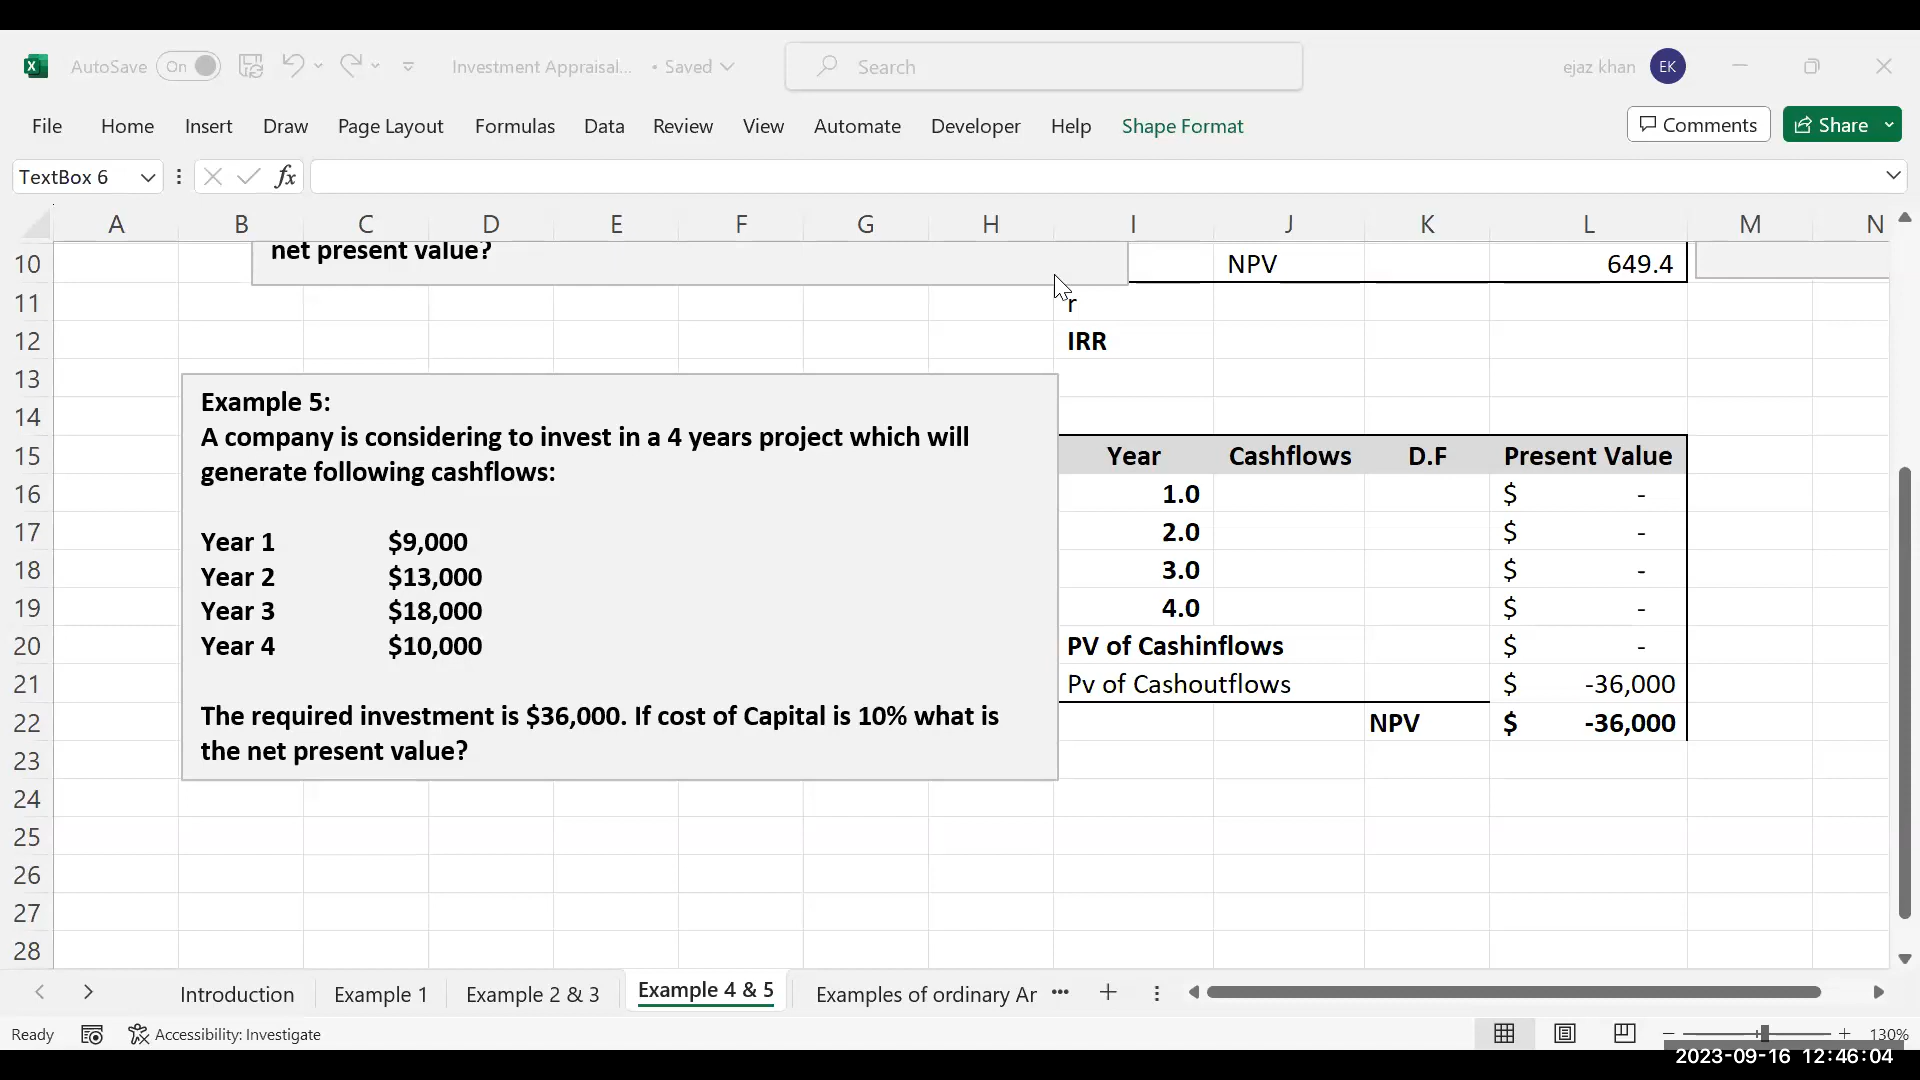 AutoSave On Investment Appraisal... • Saved Search ejaz khan EK
File Home Insert Draw Page Layout Formulas Data Review View Automate Developer Help Shape Format Comments Share
TextBox 6 fx
A B C D E F G H I J K L M N
10 net present value? NPV 649.4
11 r
12 IRR
13
14 Example 5:
A company is considering to invest in a 4 years project which will
15 Year Cashflows D.F Present Value
generate following cashflows:
16 1.0 $ -
17 Year 1 $9,000 2.0 $ -
18 Year 2 $13,000 3.0 $ -
19 Year 3 $18,000 4.0 $ -
20 Year 4 $10,000 PV of Cashinflows $ -
21 Pv of Cashoutflows $ -36,000
22 The required investment is $36,000. If cost of Capital is 10% what is NPV $ -36,000
23 the net present value?
24
25
26
27
28
Introduction Example 1 Example 2 & 3 Example 4 & 5 Examples of ordinary Ar ...
Ready Accessibility: Investigate 130%
2023-09-16 12:46:04